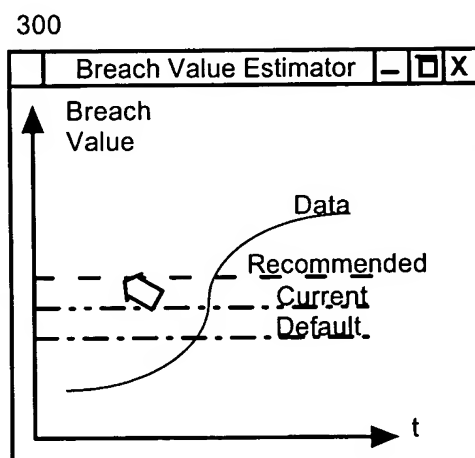 300
Breach Value Estimator
X
Breach
Value
Data
Recommended
Current
Default
t